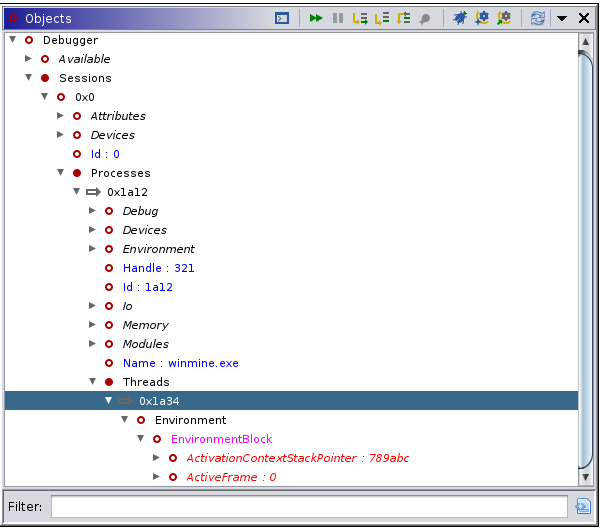 Objects
Debugger
Available
Sessions
0x0
Attributes
Devices
Id : 0
Processes
0x1a12
Debug
Devices
Environment
Handle : 321
Id : 1a12
Io
Memory
Modules
Name : winmine.exe
Threads
0x1a34
Environment
EnvironmentBlock
ActivationContextStackPointer : 789abc
ActiveFrame : 0
Filter: